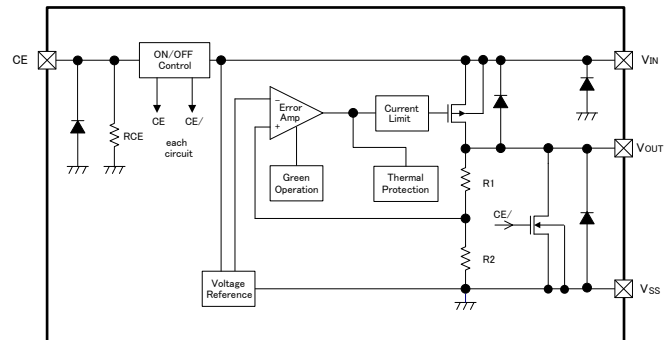 CE
ON/OFF
Control
VIN
RCE
CE
CE/
each
circuit
−
Error
Amp
+
Current
Limit
Green
Operation
Thermal
Protection
VOUT
R1
CE/
R2
Voltage
Reference
VSS